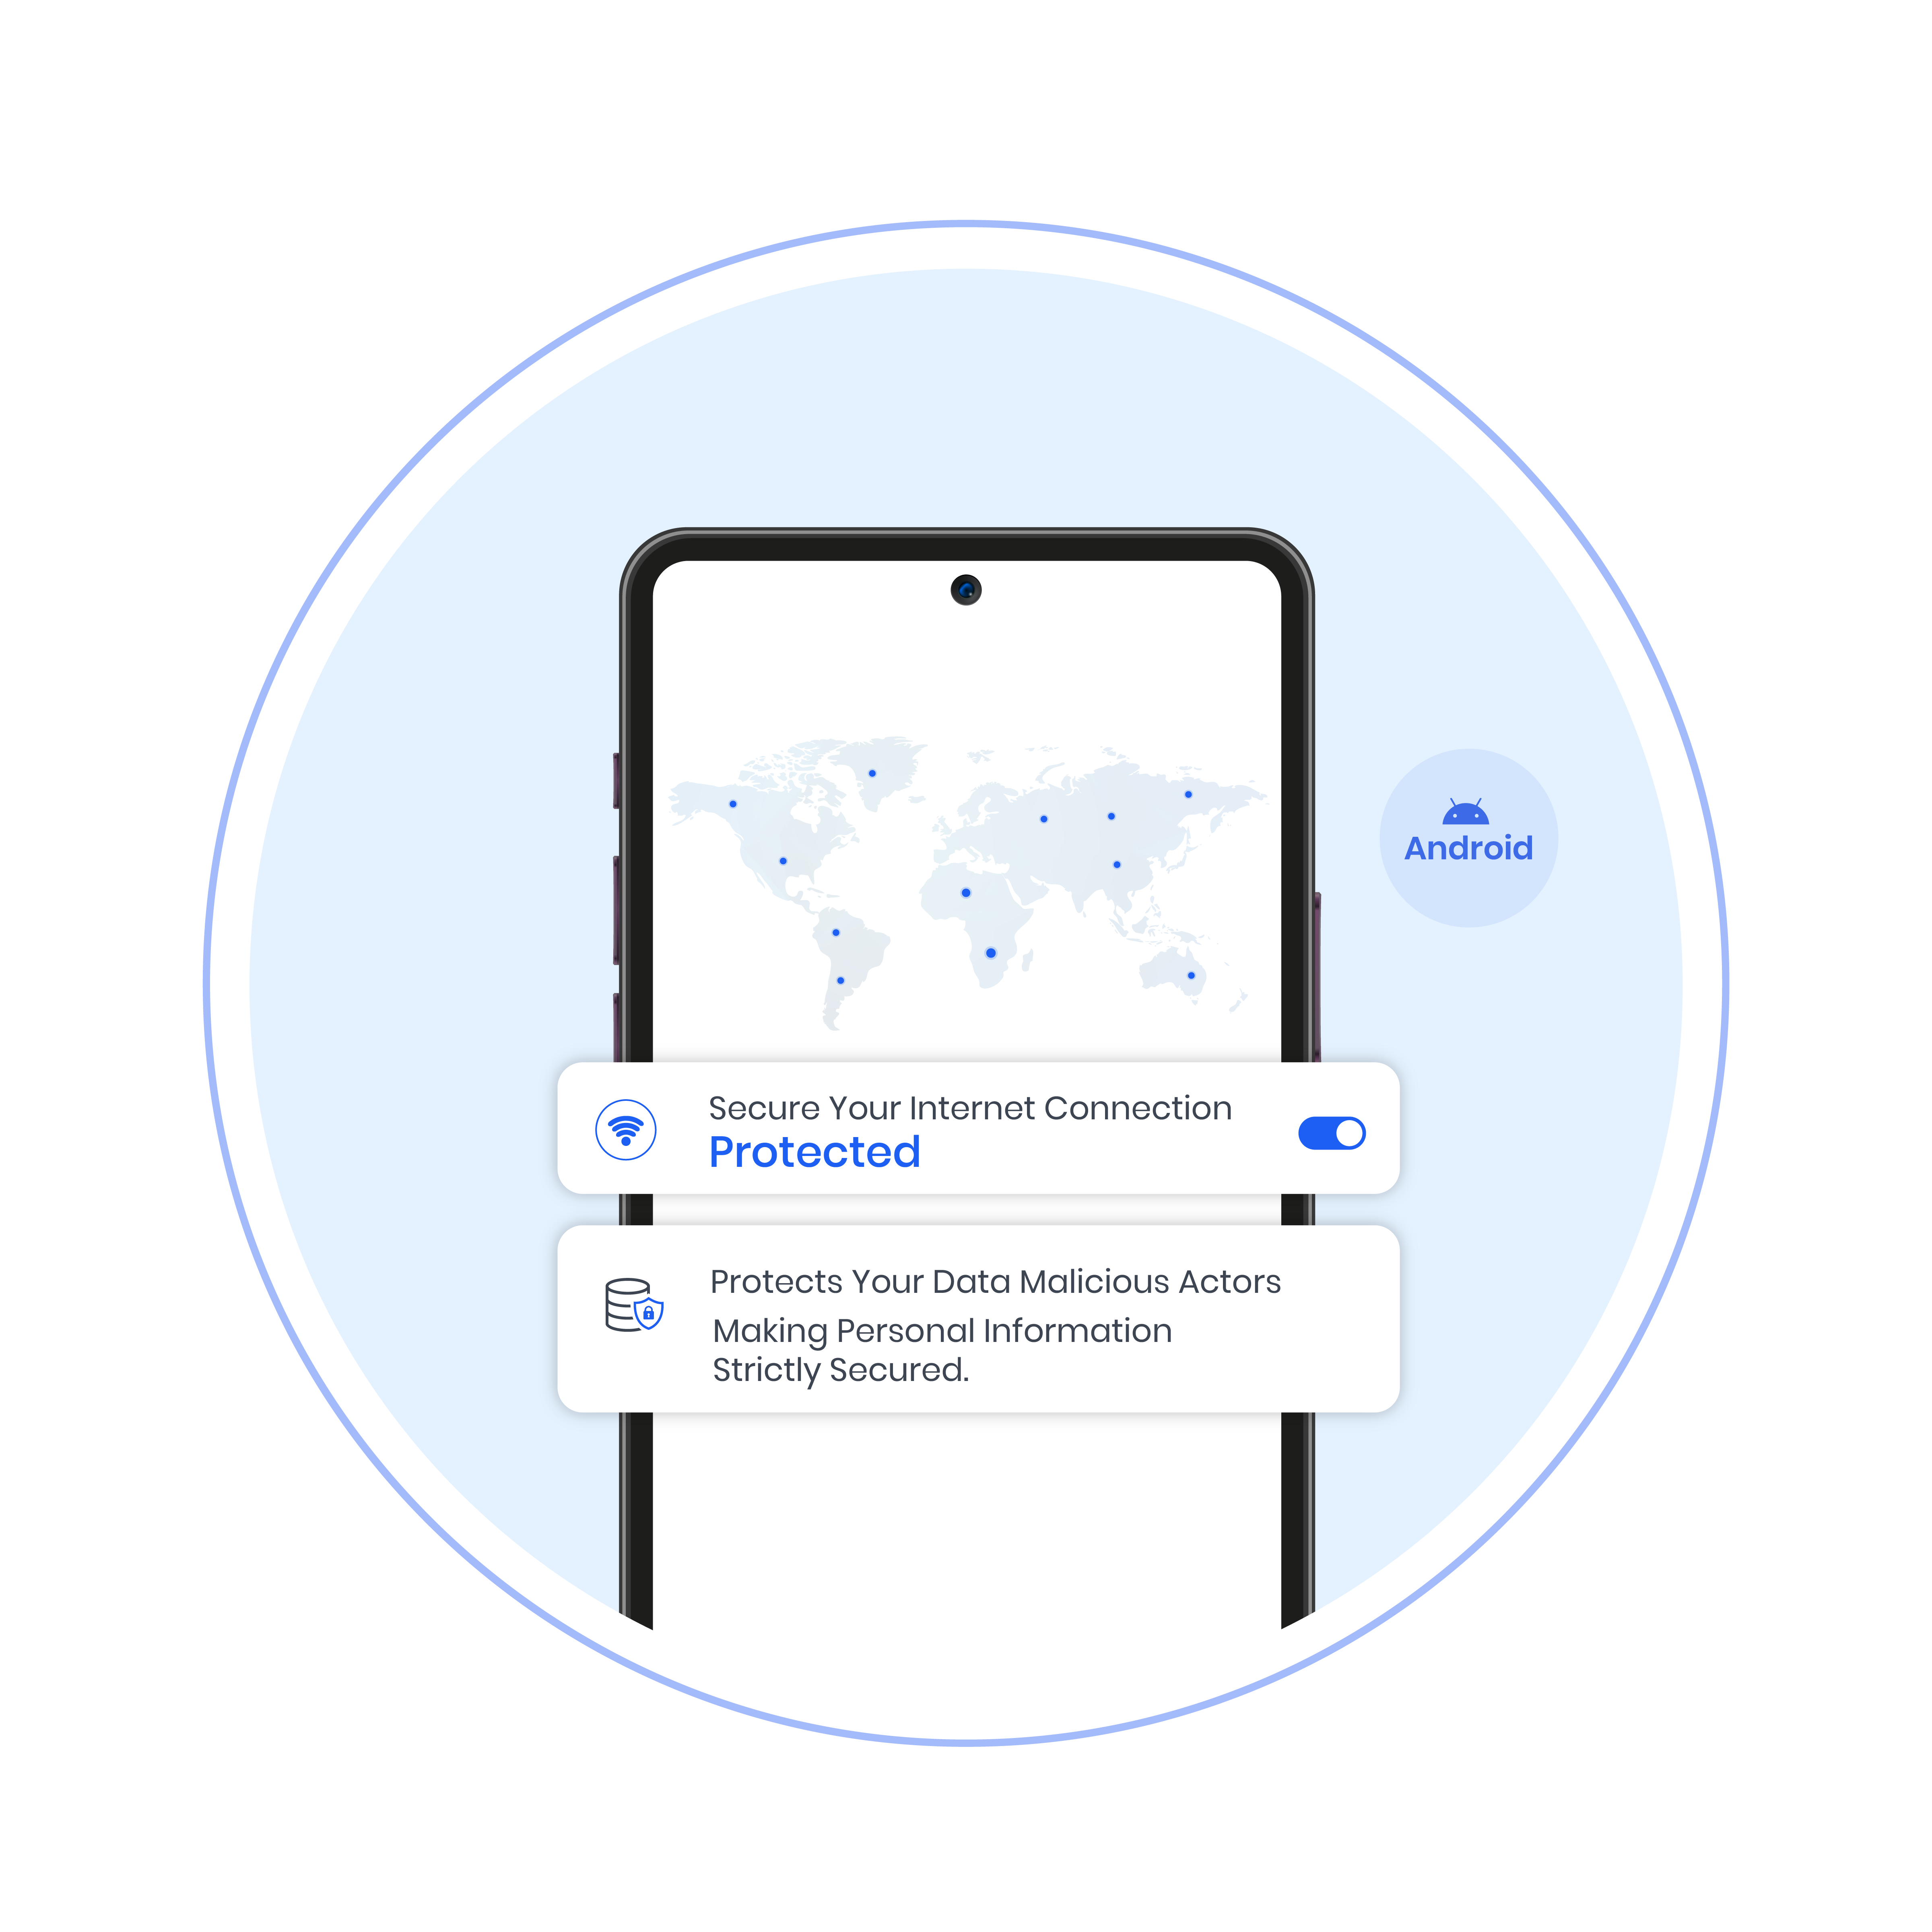 Android
Secure Your Internet Connection
Protected
Protects Your Data Malicious Actors
Making Personal Information
Strictly Secured.